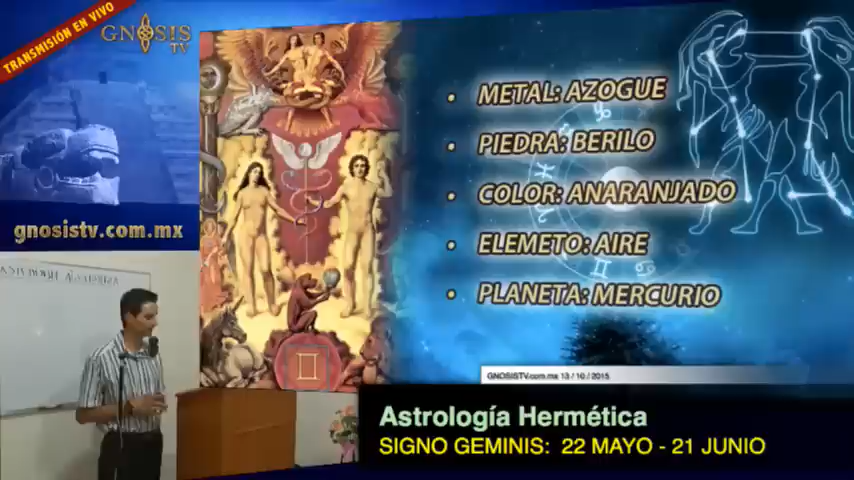 TRANSMISIÓN EN VIVO
GNOSIS
TV
gnosistv.com.mx
• METAL: AZOGUE
• PIEDRA: BERILO
• COLOR: ANARANJADO
• ELEMETO: AIRE
• PLANETA: MERCURIO
GNOSISTV.com.mx 13 / 10 / 2015
Astrología Hermética
SIGNO GEMINIS: 22 MAYO - 21 JUNIO